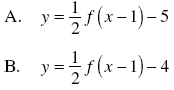 A. y = 1/2 f(x − 1) − 5
B. y = 1/2 f(x − 1) − 4